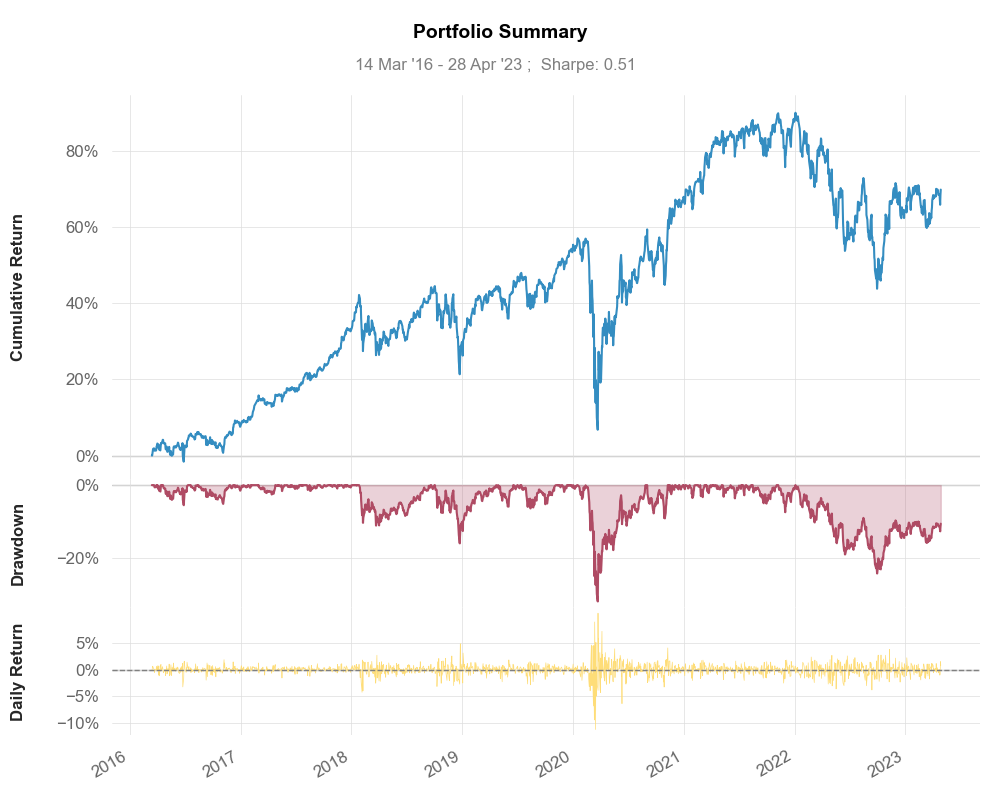 Portfolio Summary
14 Mar '16 - 28 Apr '23 ;  Sharpe: 0.51
Cumulative Return
80%
60%
40%
20%
0%
Drawdown
0%
−20%
Daily Return
5%
0%
−5%
−10%
2016 2017 2018 2019 2020 2021 2022 2023